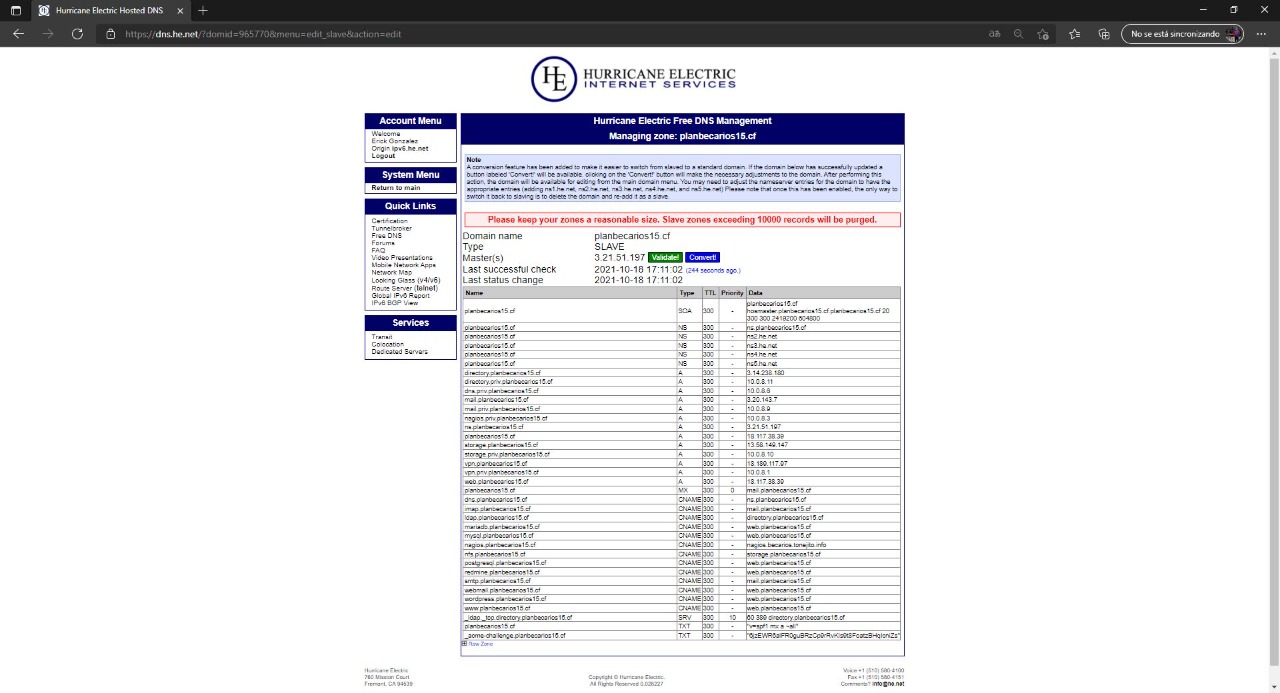 Hurricane Electric Hosted DNS
https://dns.he.net/?domid=965770&menu=edit_slave&action=edit
No se está sincronizando
HE
HURRICANE ELECTRIC
INTERNET SERVICES
Account Menu
Welcome
Erick Gonzalez
Origin ipv6.he.net
Logout
System Menu
Return to main
Quick Links
Certification
Tunnelbroker
Free DNS
Forums
FAQ
Video Presentations
Mobile Network Apps
Network Map
Looking Glass (v4/v6)
Route Server (telnet)
Global IPv6 Report
IPv6 BGP View
Services
Transit
Colocation
Dedicated Servers
Hurricane Electric Free DNS Management
Managing zone: planbecarios15.cf
Note
A conversion feature has been added to make it easier to switch from slaved to a standard domain. If the domain below has successfully updated a
button labeled 'Convert!' will be available, clicking on the 'Convert!' button will make the necessary adjustments to the domain. After performing this
action, the domain will be available for editing from the main domain menu. You may need to adjust the nameserver entries for the domain to have the
appropriate entries (adding ns1.he.net, ns2.he.net, ns3.he.net, ns4.he.net, and ns5.he.net) Please note that once this has been enabled, the only way to
switch it back to slaving is to delete the domain and re-add it as a slave.
Please keep your zones a reasonable size. Slave zones exceeding 10000 records will be purged.
Domain name planbecarios15.cf
Type SLAVE
Master(s) 3.21.51.197 Validate! Convert!
Last successful check 2021-10-18 17:11:02 (244 seconds ago.)
Last status change 2021-10-18 17:11:02
Name Type TTL Priority Data
planbecarios15.cf SOA 300 - planbecarios15.cf
hosmaster.planbecarios15.cf.planbecarios15.cf 20
300 300 2419200 604800
planbecarios15.cf NS 300 - ns.planbecarios15.cf
planbecarios15.cf NS 300 - ns2.he.net
planbecarios15.cf NS 300 - ns3.he.net
planbecarios15.cf NS 300 - ns4.he.net
planbecarios15.cf NS 300 - ns5.he.net
directory.planbecarios15.cf A 300 - 3.14.238.180
directory.priv.planbecarios15.cf A 300 - 10.0.8.11
dns.priv.planbecarios15.cf A 300 - 10.0.8.6
mail.planbecarios15.cf A 300 - 3.20.143.7
mail.priv.planbecarios15.cf A 300 - 10.0.8.9
nagios.priv.planbecarios15.cf A 300 - 10.0.8.3
ns.planbecarios15.cf A 300 - 3.21.51.197
planbecarios15.cf A 300 - 18.117.38.39
storage.planbecarios15.cf A 300 - 13.58.149.147
storage.priv.planbecarios15.cf A 300 - 10.0.8.10
vpn.planbecarios15.cf A 300 - 18.189.117.97
vpn.priv.planbecarios15.cf A 300 - 10.0.8.1
web.planbecarios15.cf A 300 - 18.117.38.39
planbecarios15.cf MX 300 0 mail.planbecarios15.cf
dns.planbecarios15.cf CNAME 300 - ns.planbecarios15.cf
imap.planbecarios15.cf CNAME 300 - mail.planbecarios15.cf
ldap.planbecarios15.cf CNAME 300 - directory.planbecarios15.cf
mariadb.planbecarios15.cf CNAME 300 - web.planbecarios15.cf
mysql.planbecarios15.cf CNAME 300 - web.planbecarios15.cf
nagios.planbecarios15.cf CNAME 300 - nagios.becarios.tonejito.info
nfs.planbecarios15.cf CNAME 300 - storage.planbecarios15.cf
postgresql.planbecarios15.cf CNAME 300 - web.planbecarios15.cf
redmine.planbecarios15.cf CNAME 300 - web.planbecarios15.cf
smtp.planbecarios15.cf CNAME 300 - mail.planbecarios15.cf
webmail.planbecarios15.cf CNAME 300 - web.planbecarios15.cf
wordpress.planbecarios15.cf CNAME 300 - web.planbecarios15.cf
www.planbecarios15.cf CNAME 300 - web.planbecarios15.cf
_ldap._tcp.directory.planbecarios15.cf SRV 300 10 60 389 directory.planbecarios15.cf
planbecarios15.cf TXT 300 - "v=spf1 mx a ~all"
_acme-challenge.planbecarios15.cf TXT 300 -
Raw Zone
Hurricane Electric
760 Mission Court
Fremont, CA 94539
Copyright © Hurricane Electric.
All Rights Reserved 0.026227
Voice +1 (510) 580-4100
Fax +1 (510) 580-4151
Comments? info@he.net